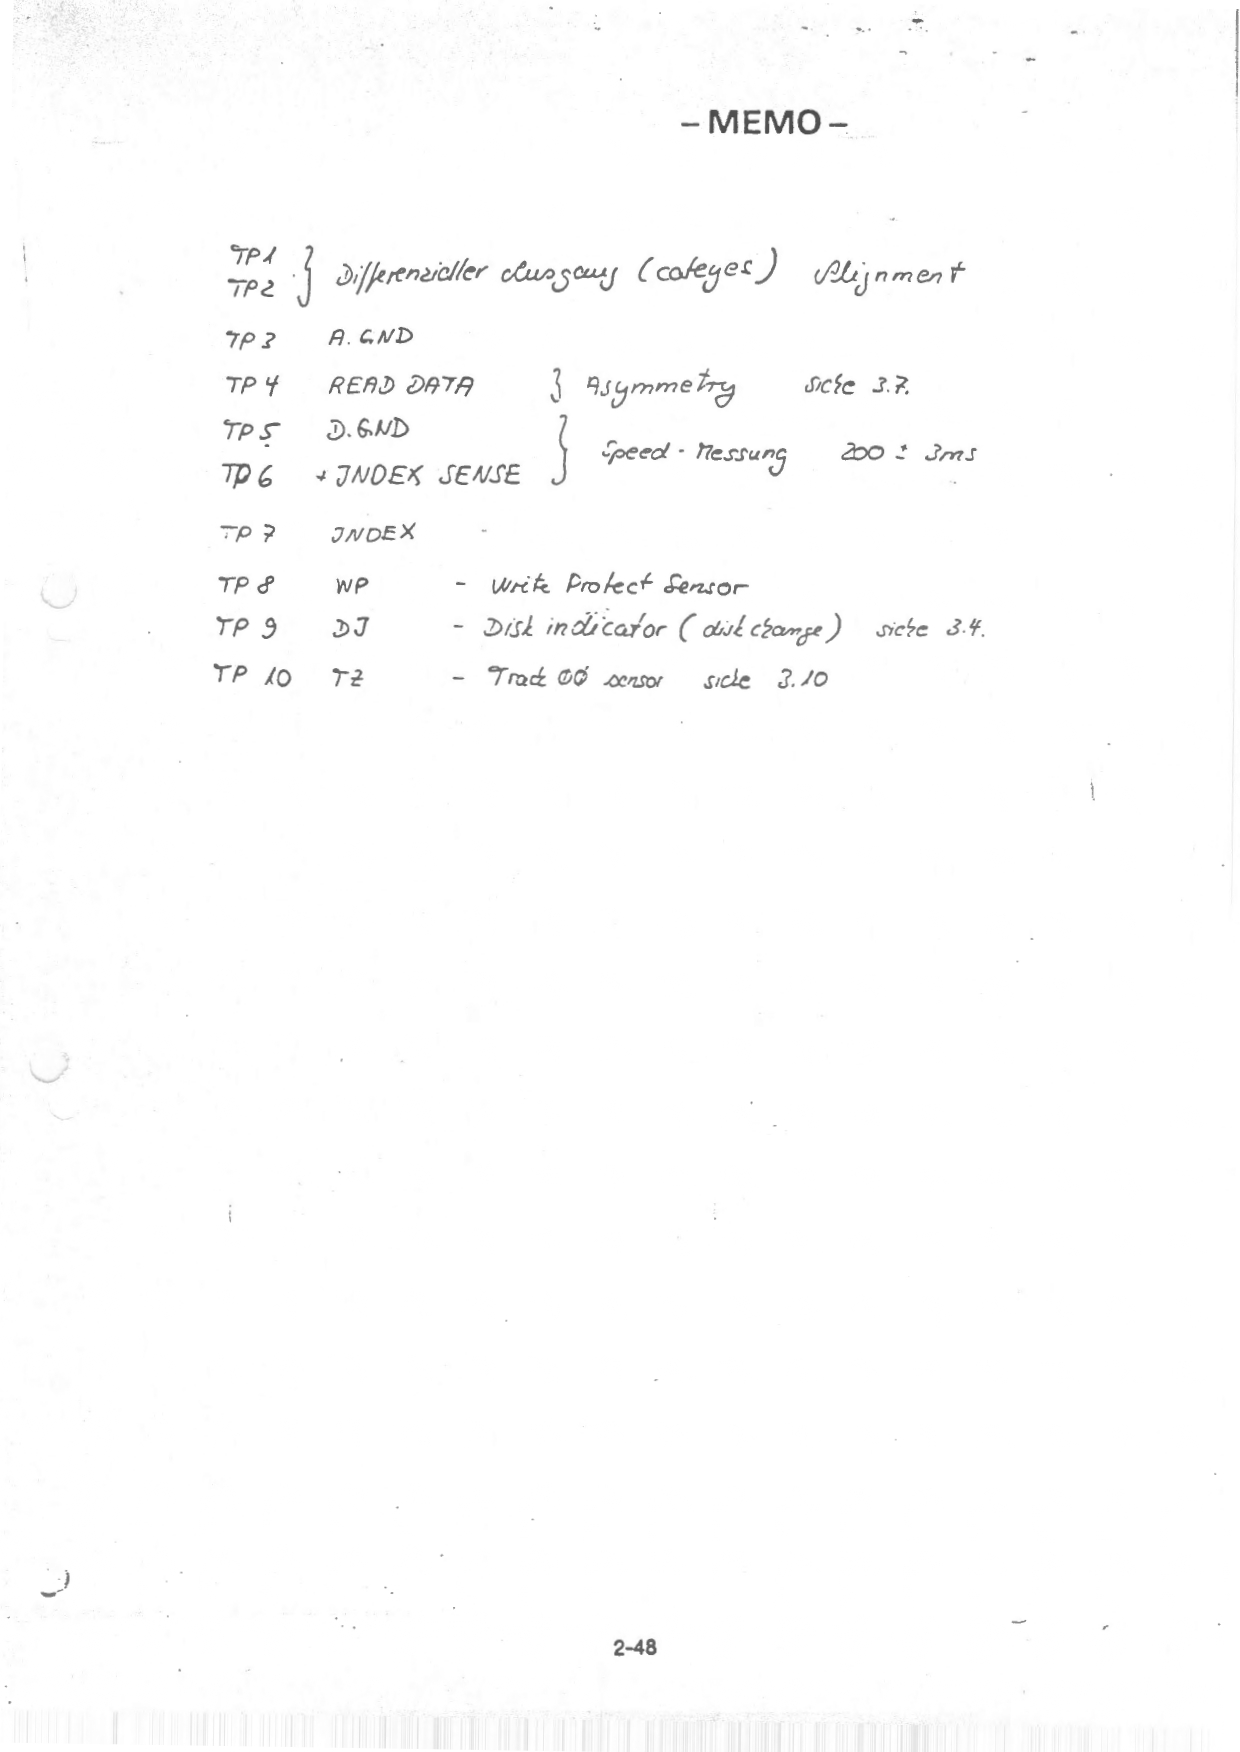 – MEMO –
TP1
TP2 } Differenzieller Ausgang (cateyes) Alignment
TP 3 A. GND
TP 4 READ DATA } Asymmetry siehe 3.7.
TP 5 D. GND
TP 6 + INDEX SENSE } Speed - Messung 200 ± 3ms
TP 7 INDEX -
TP 8 WP - Write Protect Sensor
TP 9 DI - Disk indicator (disk change) siehe 3.4.
TP 10 TZ - Track 00 sensor siehe 3.10
2-48